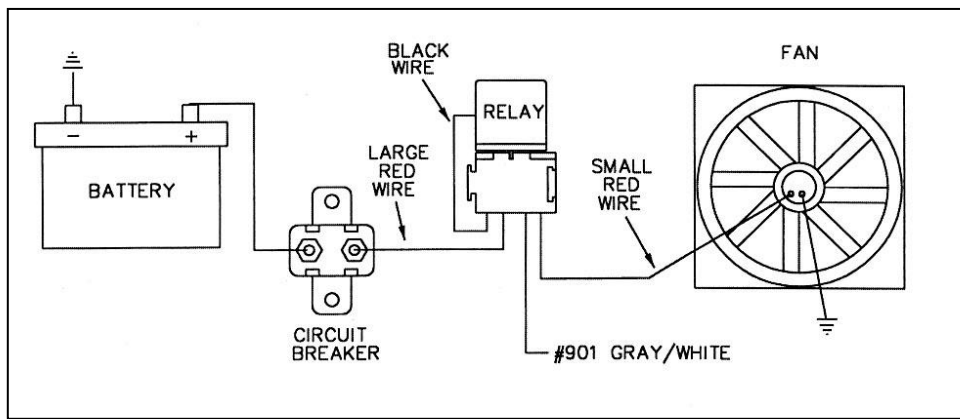 BLACK
WIRE
FAN
RELAY
−
+
BATTERY
LARGE
RED
WIRE
SMALL
RED
WIRE
CIRCUIT
BREAKER
#901 GRAY/WHITE